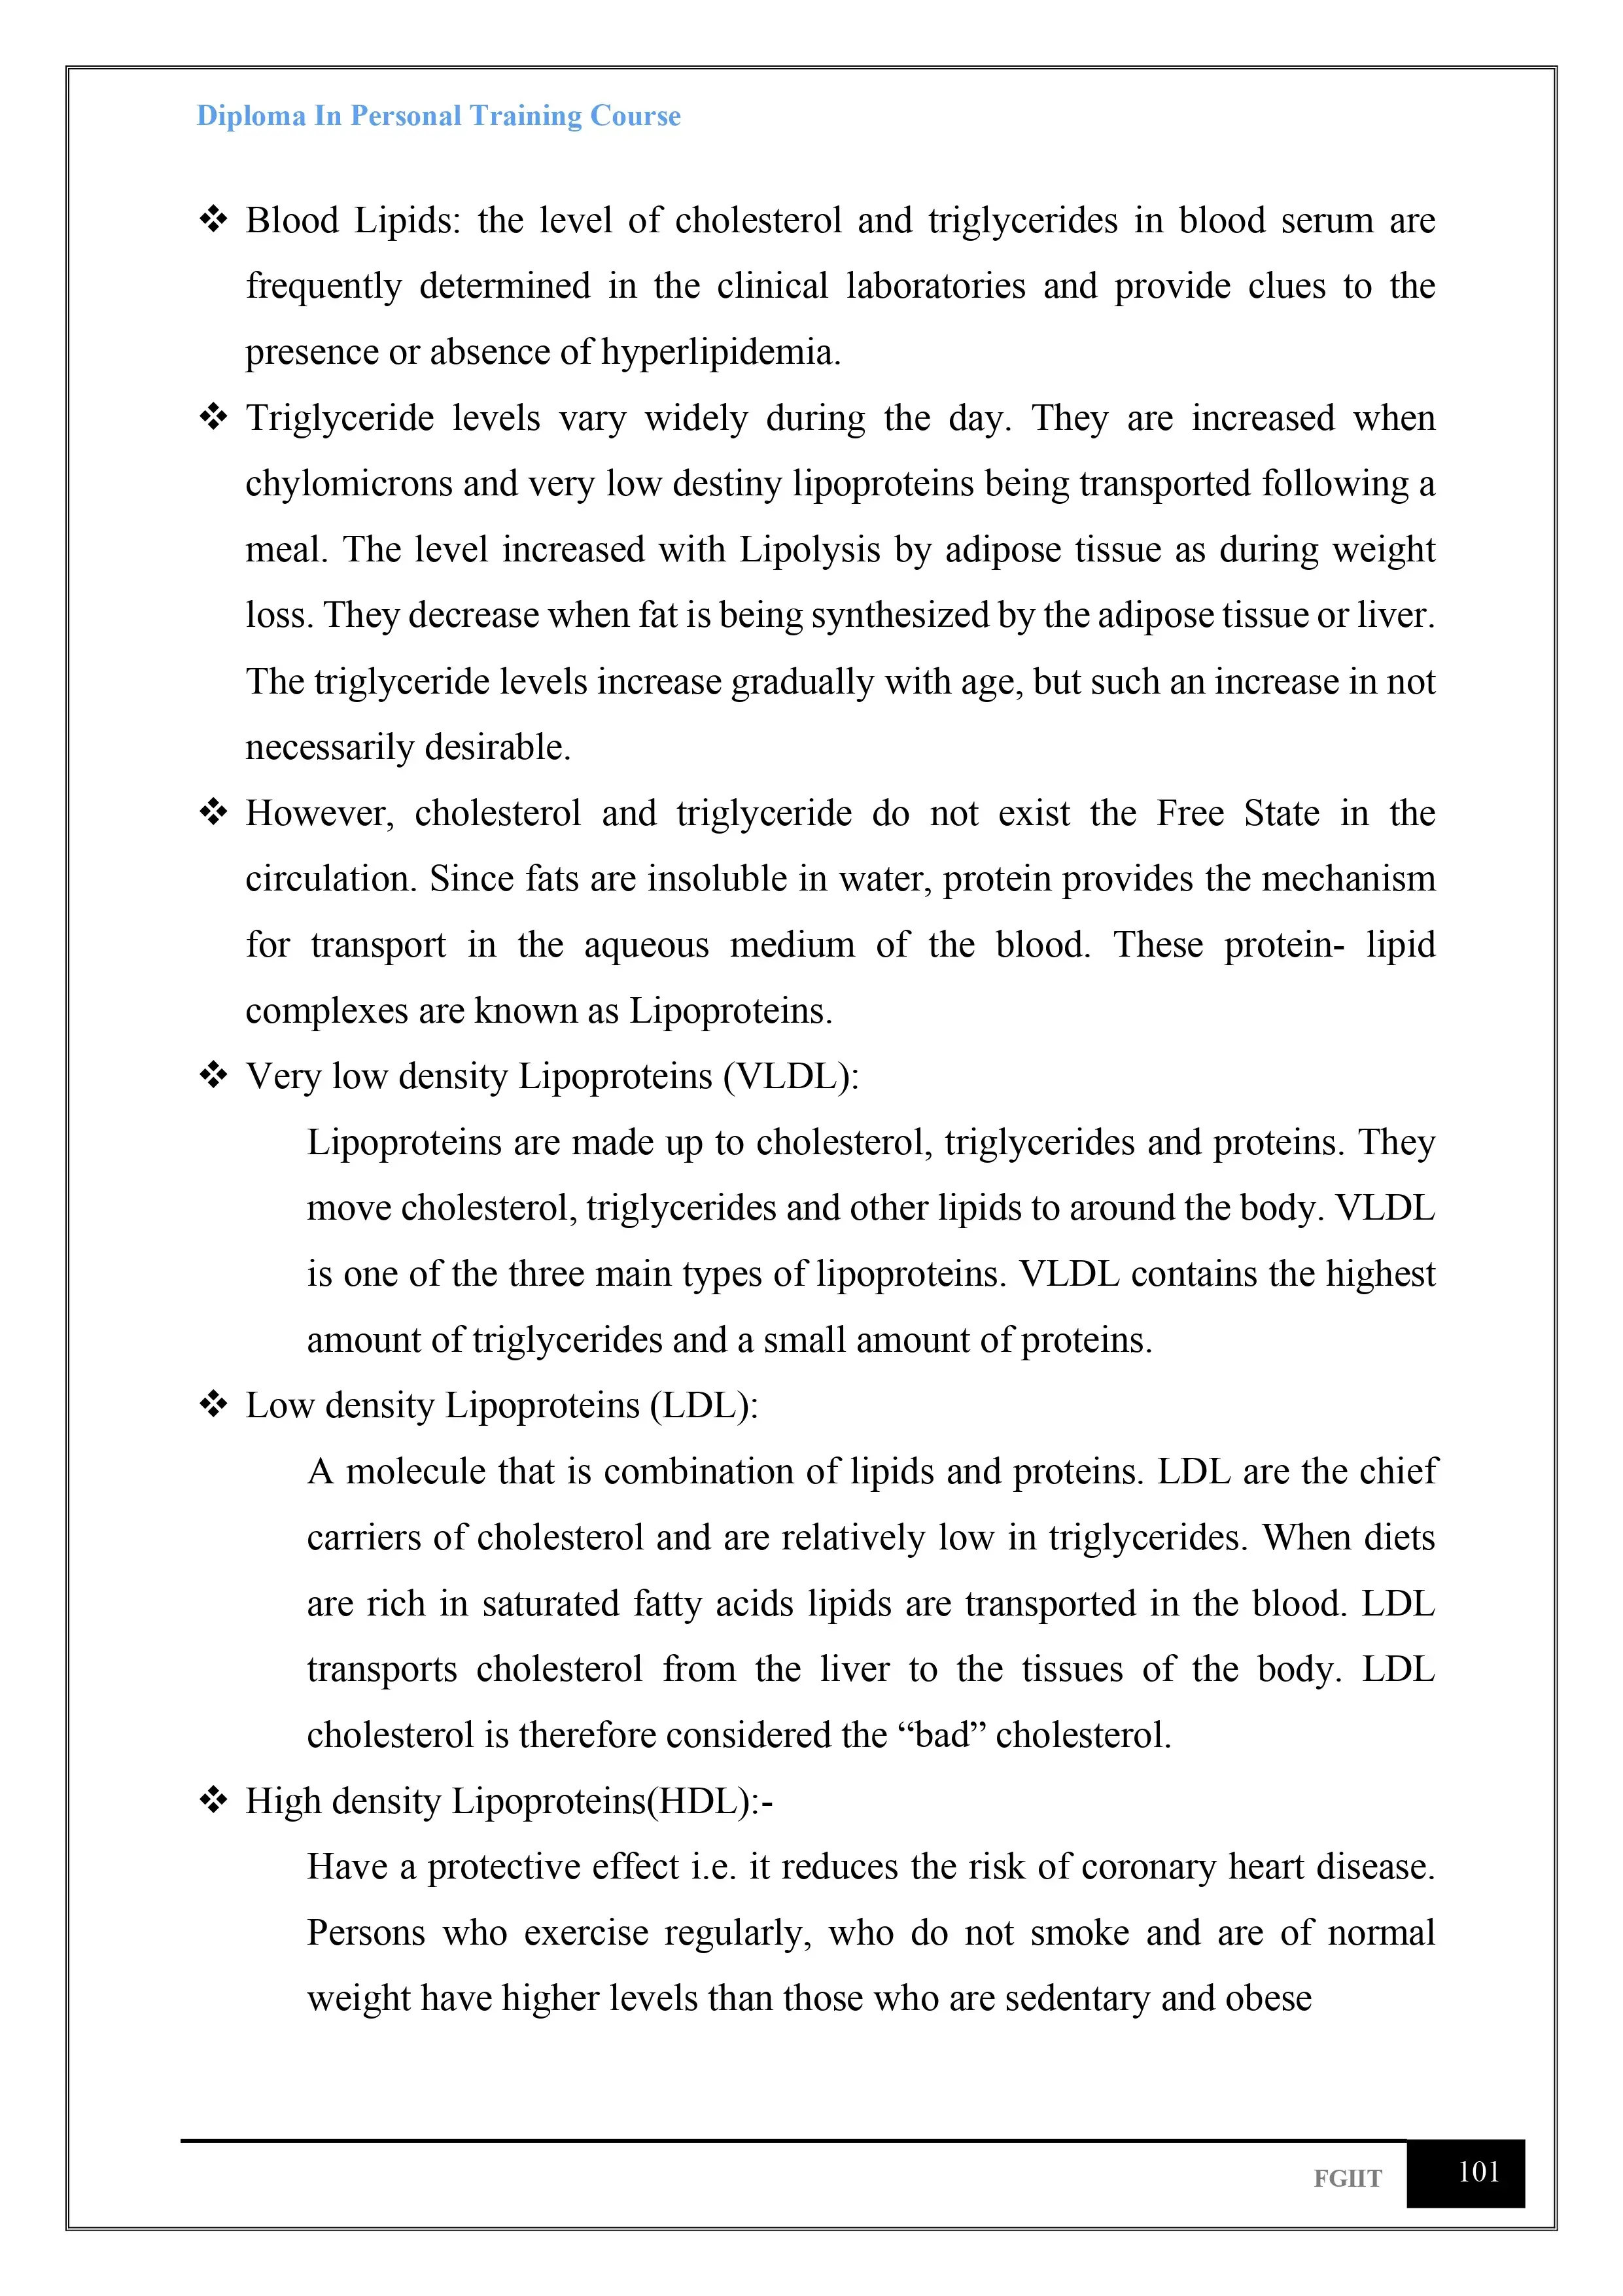 Diploma In Personal Training Course
❖ Blood Lipids: the level of cholesterol and triglycerides in blood serum are
frequently determined in the clinical laboratories and provide clues to the
presence or absence of hyperlipidemia.
❖ Triglyceride levels vary widely during the day. They are increased when
chylomicrons and very low destiny lipoproteins being transported following a
meal. The level increased with Lipolysis by adipose tissue as during weight
loss. They decrease when fat is being synthesized by the adipose tissue or liver.
The triglyceride levels increase gradually with age, but such an increase in not
necessarily desirable.
❖ However, cholesterol and triglyceride do not exist the Free State in the
circulation. Since fats are insoluble in water, protein provides the mechanism
for transport in the aqueous medium of the blood. These protein- lipid
complexes are known as Lipoproteins.
❖ Very low density Lipoproteins (VLDL):
Lipoproteins are made up to cholesterol, triglycerides and proteins. They
move cholesterol, triglycerides and other lipids to around the body. VLDL
is one of the three main types of lipoproteins. VLDL contains the highest
amount of triglycerides and a small amount of proteins.
❖ Low density Lipoproteins (LDL):
A molecule that is combination of lipids and proteins. LDL are the chief
carriers of cholesterol and are relatively low in triglycerides. When diets
are rich in saturated fatty acids lipids are transported in the blood. LDL
transports cholesterol from the liver to the tissues of the body. LDL
cholesterol is therefore considered the “bad” cholesterol.
❖ High density Lipoproteins(HDL):-
Have a protective effect i.e. it reduces the risk of coronary heart disease.
Persons who exercise regularly, who do not smoke and are of normal
weight have higher levels than those who are sedentary and obese
FGIIT 101